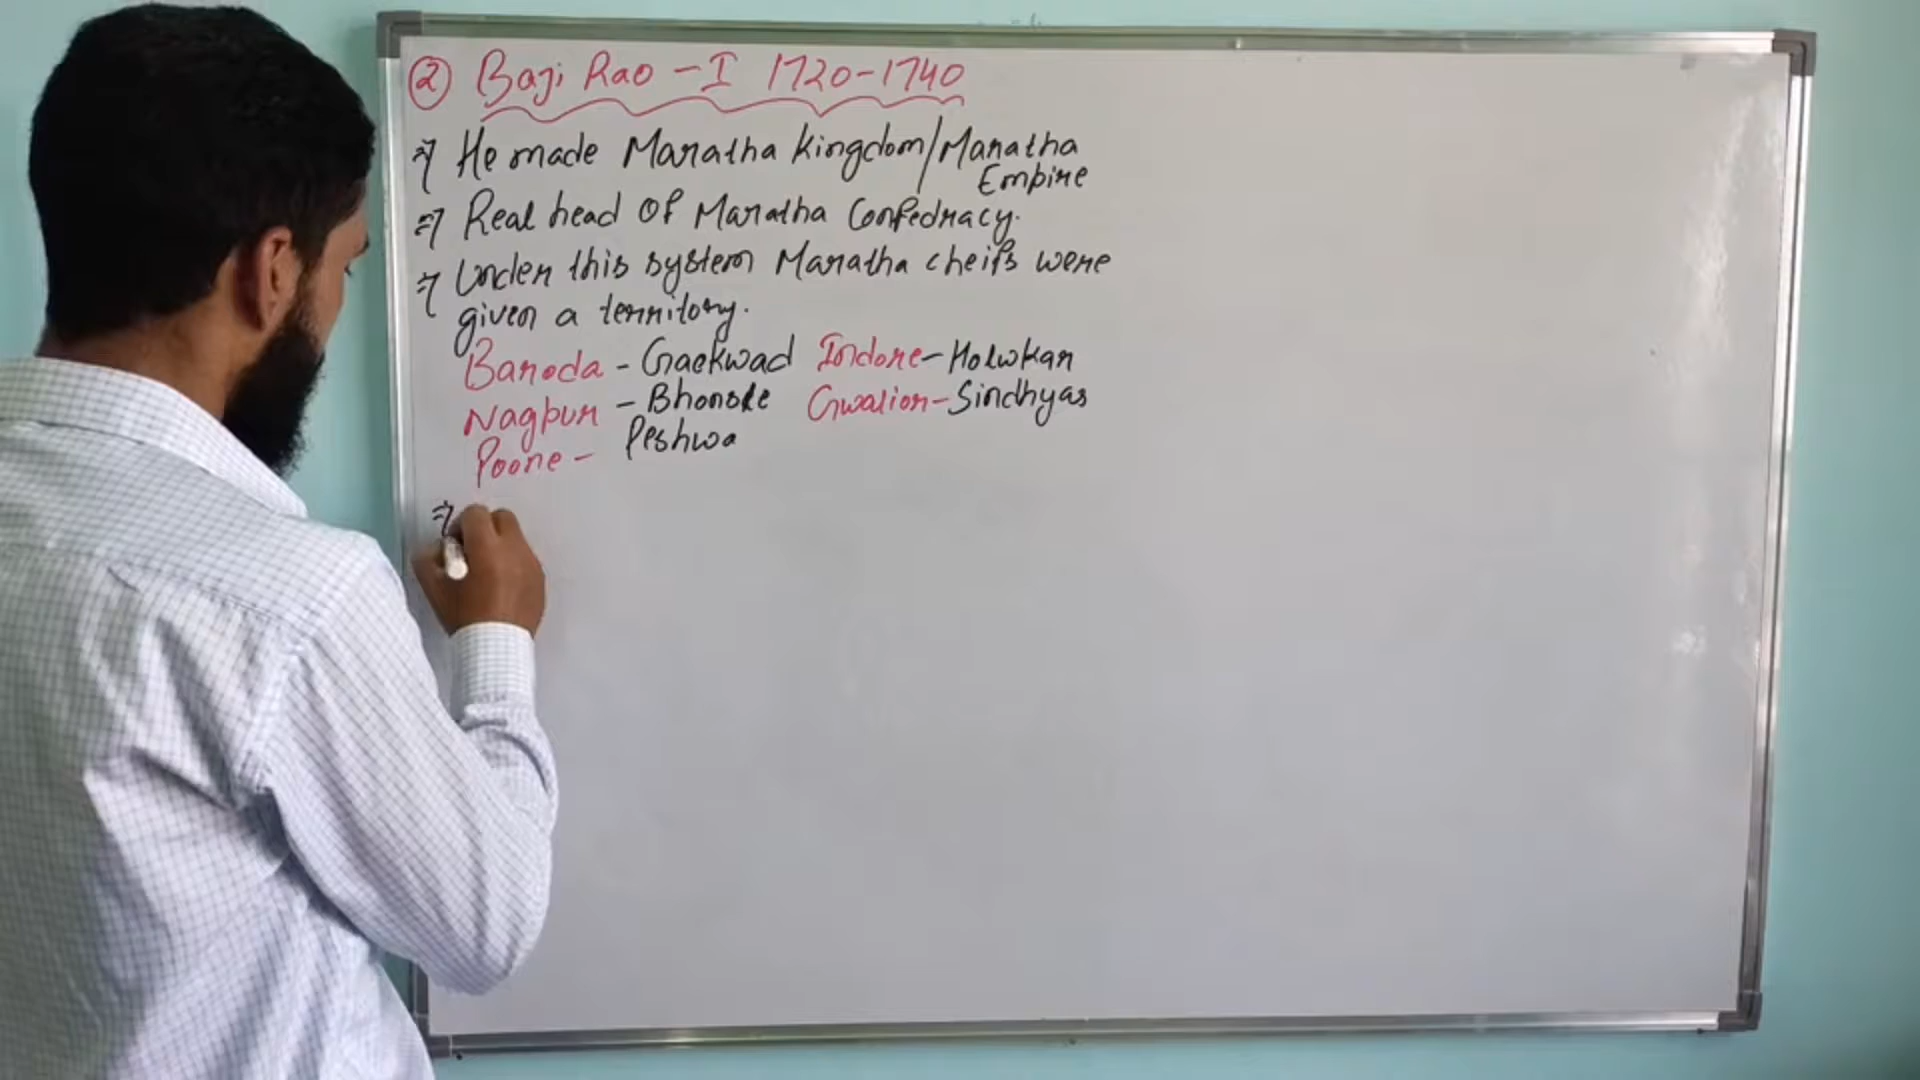 ② Baji Rao - I 1720-1740
⇒ He made Maratha Kingdom/Maratha
Empire
⇒ Real head Of Maratha Confedracy.
⇒ Under this system Maratha cheifs were
given a territory.
Baroda - Gaekwad Indore - Holwkar
Nagpur - Bhonsle Gwalior - Sindhyas
Poone - Peshwa
⇒